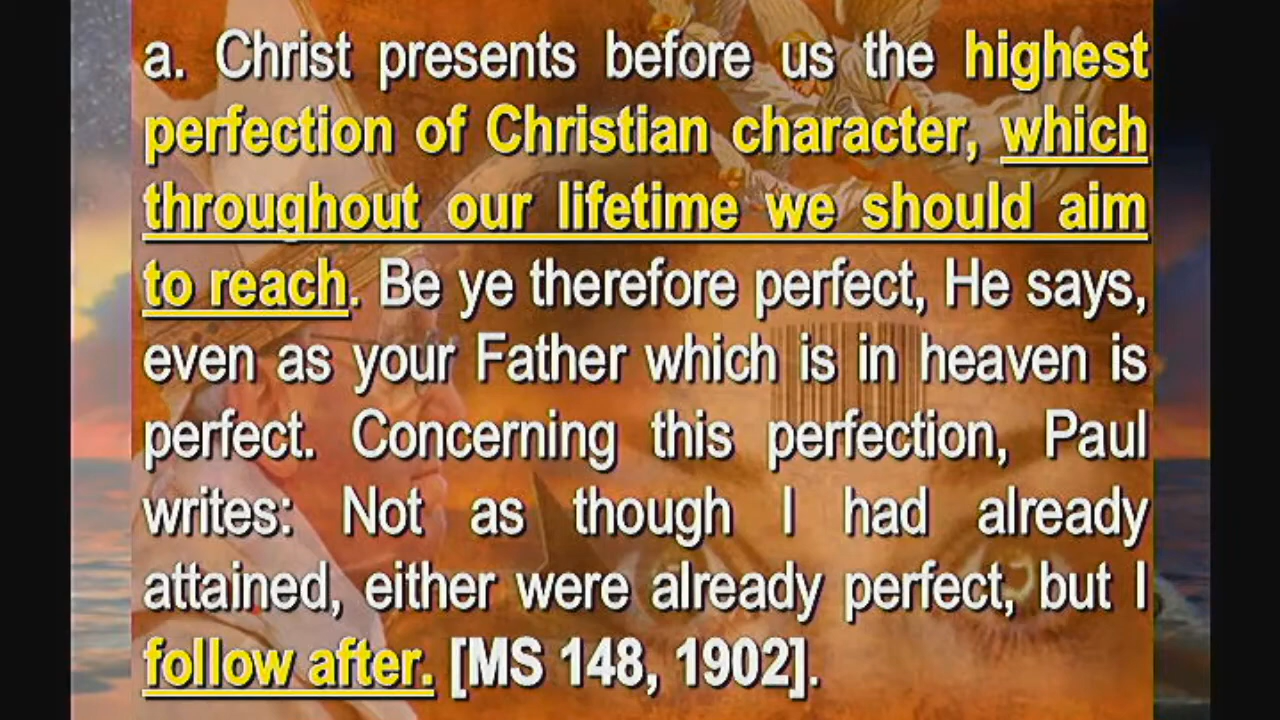 a. Christ presents before us the highest
perfection of Christian character, which
throughout our lifetime we should aim
to reach. Be ye therefore perfect, He says,
even as your Father which is in heaven is
perfect. Concerning this perfection, Paul
writes: Not as though I had already
attained, either were already perfect, but I
follow after. [MS 148, 1902].